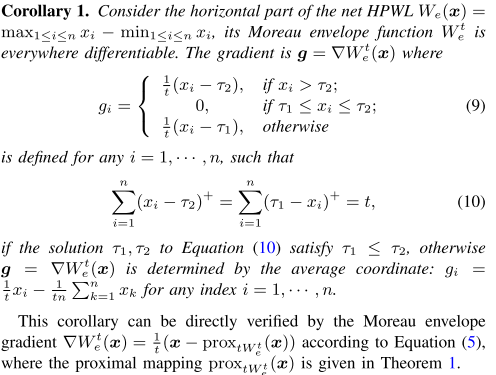 Corollary 1. Consider the horizontal part of the net HPWL W_e(x) =
max_{1≤i≤n} x_i − min_{1≤i≤n} x_i, its Moreau envelope function W_e^t is
everywhere differentiable. The gradient is g = ∇W_e^t(x) where
g_i = { 1/t (x_i − τ_2), if x_i > τ_2;
0, if τ_1 ≤ x_i ≤ τ_2; (9)
1/t (x_i − τ_1), otherwise
is defined for any i = 1, ⋯ , n, such that
∑_{i=1}^{n} (x_i − τ_2)^+ = ∑_{i=1}^{n} (τ_1 − x_i)^+ = t, (10)
if the solution τ_1, τ_2 to Equation (10) satisfy τ_1 ≤ τ_2, otherwise
g = ∇W_e^t(x) is determined by the average coordinate: g_i =
1/t x_i − 1/tn ∑_{k=1}^{n} x_k for any index i = 1, ⋯ , n.
This corollary can be directly verified by the Moreau envelope
gradient ∇W_e^t(x) = 1/t (x − prox_{tW_e^t}(x)) according to Equation (5),
where the proximal mapping prox_{tW_e^t}(x) is given in Theorem 1.